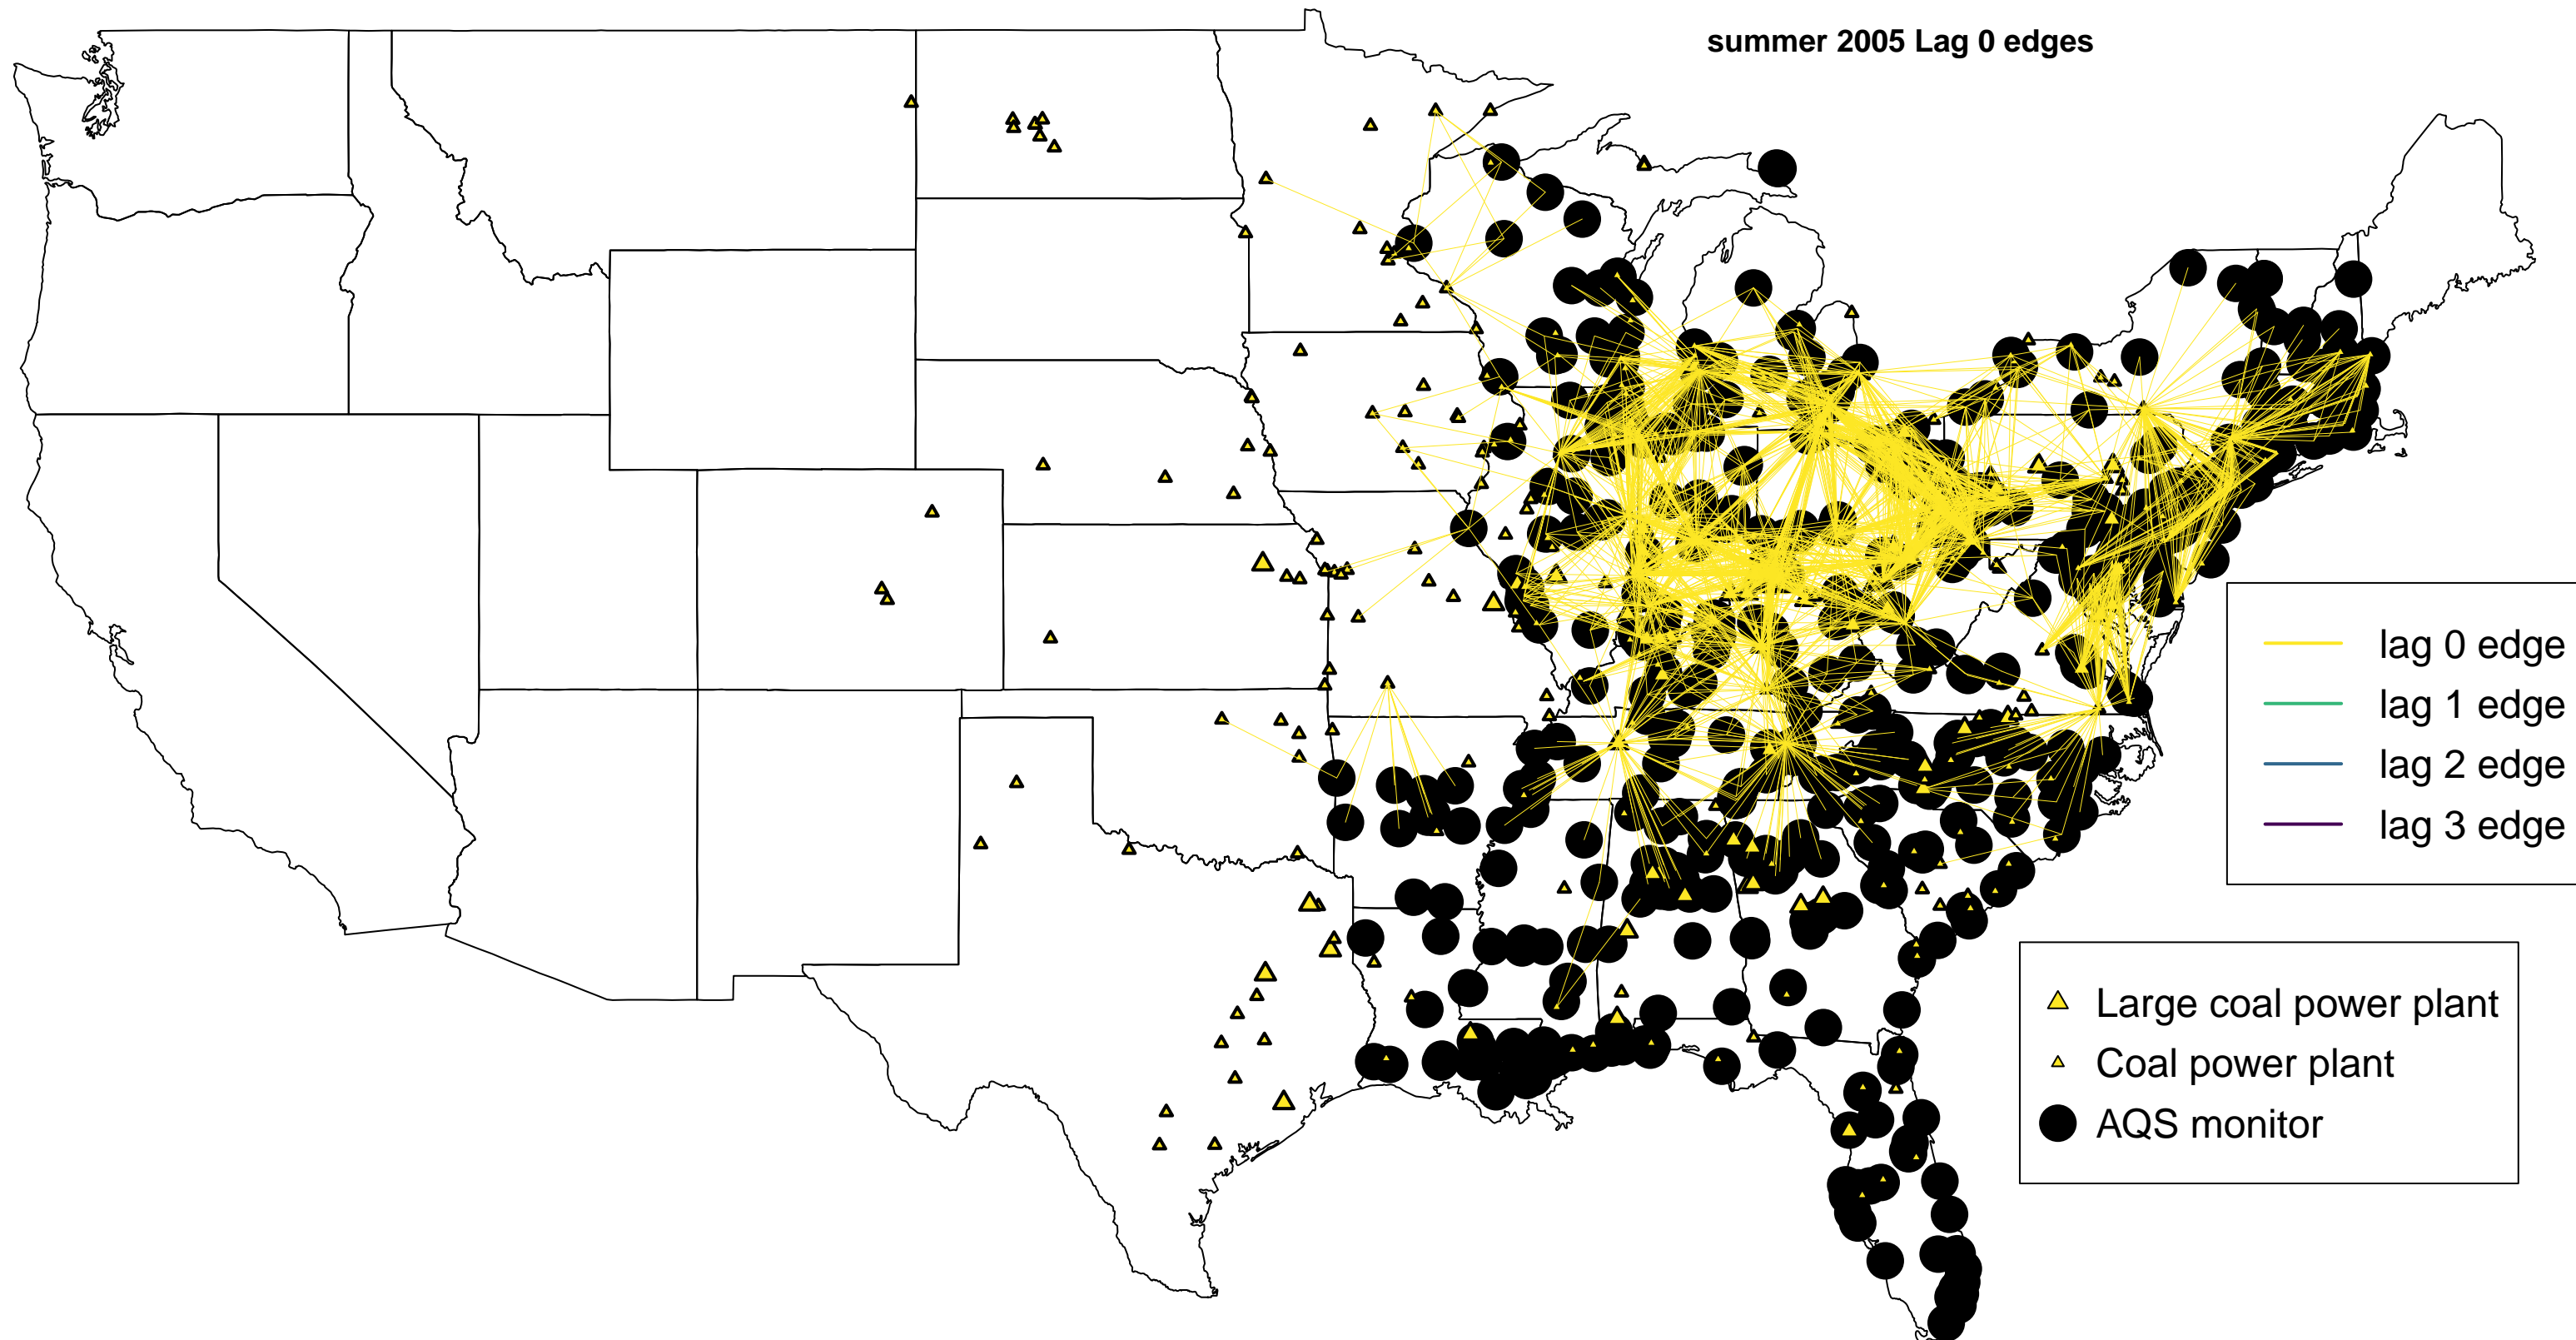 summer 2005 Lag 0 edges
lag 0 edge
lag 1 edge
lag 2 edge
lag 3 edge
Large coal power plant
Coal power plant
AQS monitor